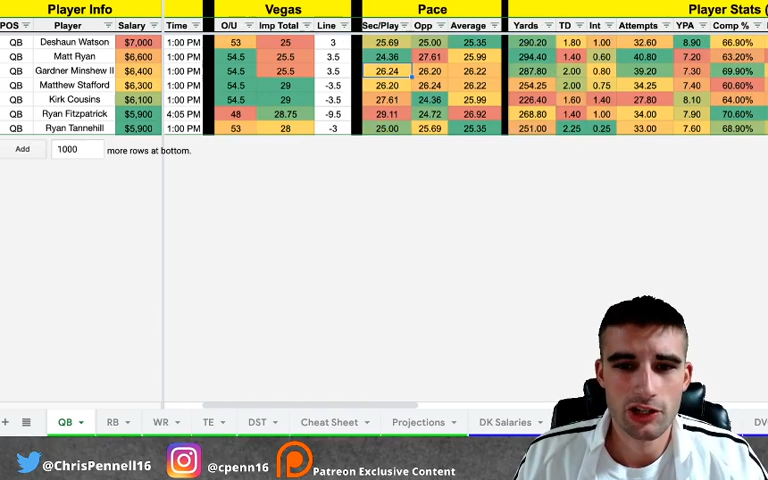 Player Info Vegas Pace Player Stats (
POS Player Salary Time O/U Imp Total Line Sec/Play Opp Average Yards TD Int Attempts YPA Comp %
QB Deshaun Watson $7,000 1:00 PM 53 25 3 25.69 25.00 25.35 290.20 1.80 1.00 32.60 8.90 66.90%
QB Matt Ryan $6,600 1:00 PM 54.5 25.5 3.5 24.36 27.61 25.99 294.40 1.40 0.60 40.80 7.20 63.20%
QB Gardner Minshew II $6,400 1:00 PM 54.5 25.5 3.5 26.24 26.20 26.22 287.80 2.00 0.80 39.20 7.30 69.90%
QB Matthew Stafford $6,300 1:00 PM 54.5 29 -3.5 26.20 26.24 26.22 254.25 2.00 0.75 34.25 7.40 60.60%
QB Kirk Cousins $6,100 1:00 PM 54.5 29 -3.5 27.61 24.36 25.99 226.40 1.60 1.40 27.80 8.10 64.00%
QB Ryan Fitzpatrick $5,900 4:05 PM 48 28.75 -9.5 29.11 24.72 26.92 268.80 1.40 1.00 34.00 7.90 70.60%
QB Ryan Tannehill $5,900 1:00 PM 53 28 -3 25.00 25.69 25.35 251.00 2.25 0.25 33.00 7.60 68.90%
Add 1000 more rows at bottom.
+ QB RB WR TE DST Cheat Sheet Projections DK Salaries DV
@ChrisPennell16 @cpenn16 Patreon Exclusive Content